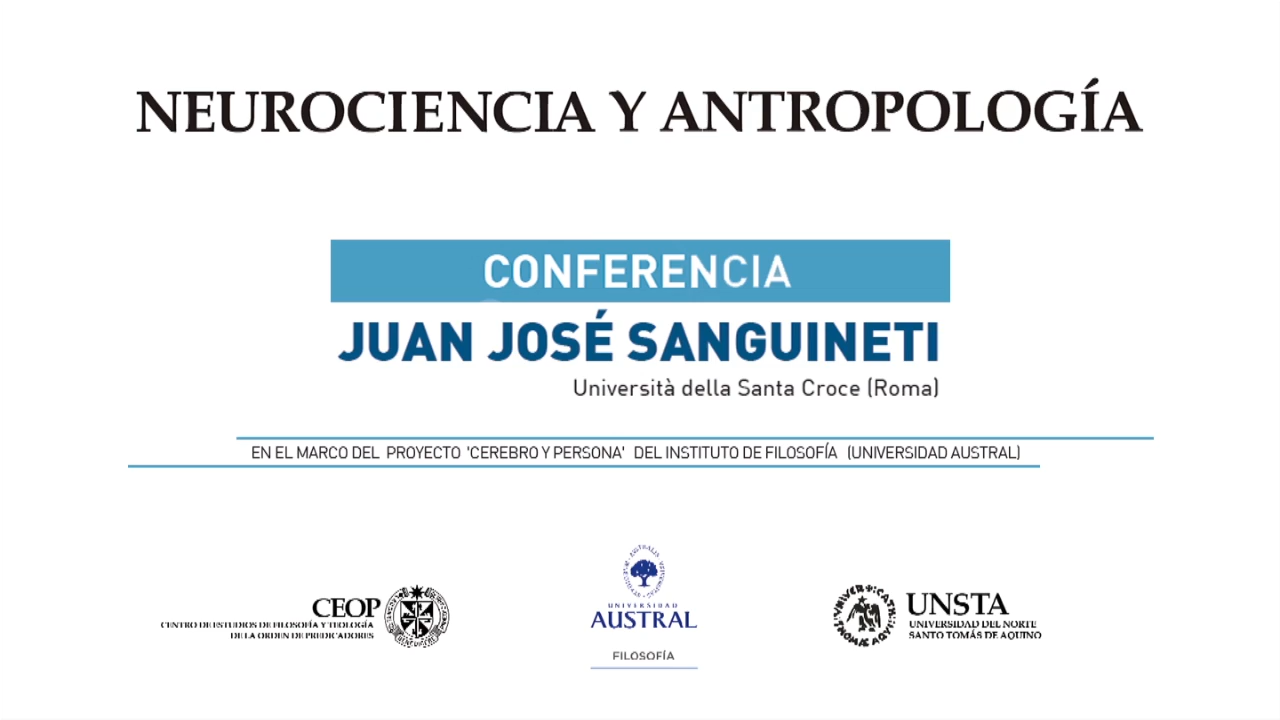 NEUROCIENCIA Y ANTROPOLOGÍA
CONFERENCIA
JUAN JOSÉ SANGUINETI
Università della Santa Croce (Roma)
EN EL MARCO DEL PROYECTO 'CEREBRO Y PERSONA' DEL INSTITUTO DE FILOSOFÍA (UNIVERSIDAD AUSTRAL)
CEOP
CENTRO DE ESTUDIOS DE FILOSOFÍA Y TEOLOGÍA
DE LA ORDEN DE PREDICADORES
UNIVERSIDAD
AUSTRAL
FILOSOFÍA
UNSTA
UNIVERSIDAD DEL NORTE
SANTO TOMÁS DE AQUINO